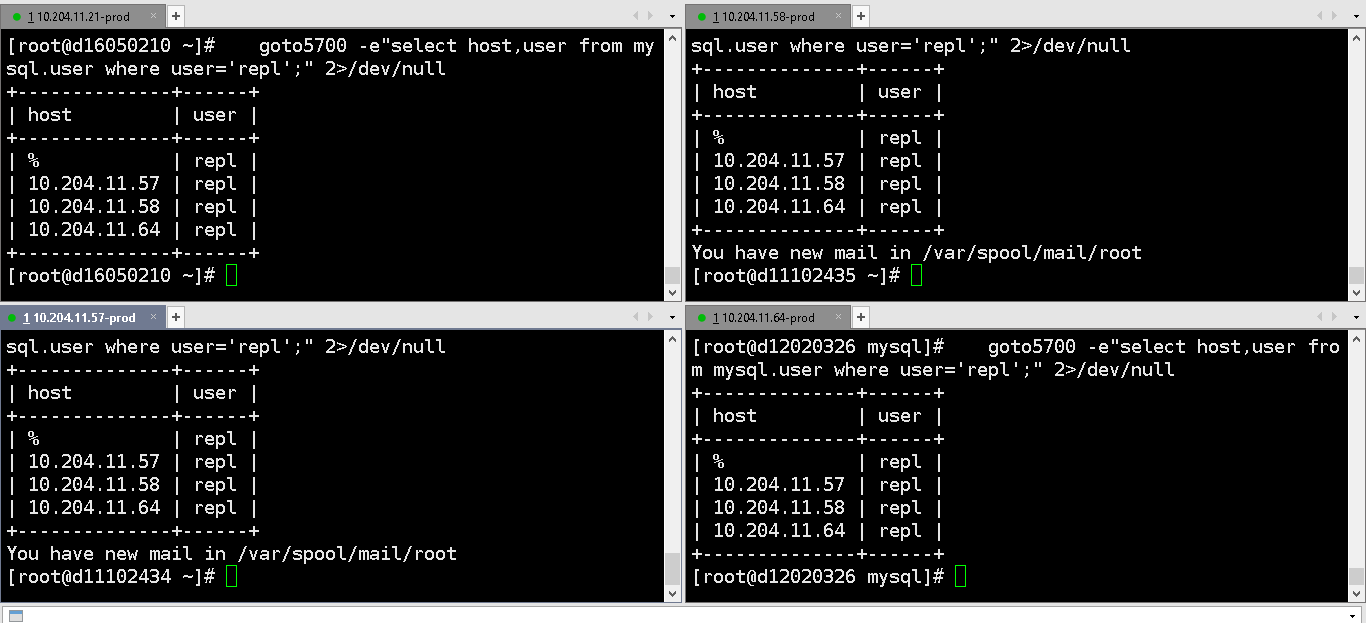 1 10.204.11.21-prod × +
[root@d16050210 ~]#    goto5700 -e"select host,user from my
sql.user where user='repl';" 2>/dev/null
+--------------+------+
| host         | user |
+--------------+------+
| %            | repl |
| 10.204.11.57 | repl |
| 10.204.11.58 | repl |
| 10.204.11.64 | repl |
+--------------+------+
[root@d16050210 ~]#
1 10.204.11.58-prod × +
sql.user where user='repl';" 2>/dev/null
+--------------+------+
| host         | user |
+--------------+------+
| %            | repl |
| 10.204.11.57 | repl |
| 10.204.11.58 | repl |
| 10.204.11.64 | repl |
+--------------+------+
You have new mail in /var/spool/mail/root
[root@d11102435 ~]#
1 10.204.11.57-prod × +
sql.user where user='repl';" 2>/dev/null
+--------------+------+
| host         | user |
+--------------+------+
| %            | repl |
| 10.204.11.57 | repl |
| 10.204.11.58 | repl |
| 10.204.11.64 | repl |
+--------------+------+
You have new mail in /var/spool/mail/root
[root@d11102434 ~]#
1 10.204.11.64-prod × +
[root@d12020326 mysql]#    goto5700 -e"select host,user fro
m mysql.user where user='repl';" 2>/dev/null
+--------------+------+
| host         | user |
+--------------+------+
| %            | repl |
| 10.204.11.57 | repl |
| 10.204.11.58 | repl |
| 10.204.11.64 | repl |
+--------------+------+
[root@d12020326 mysql]#